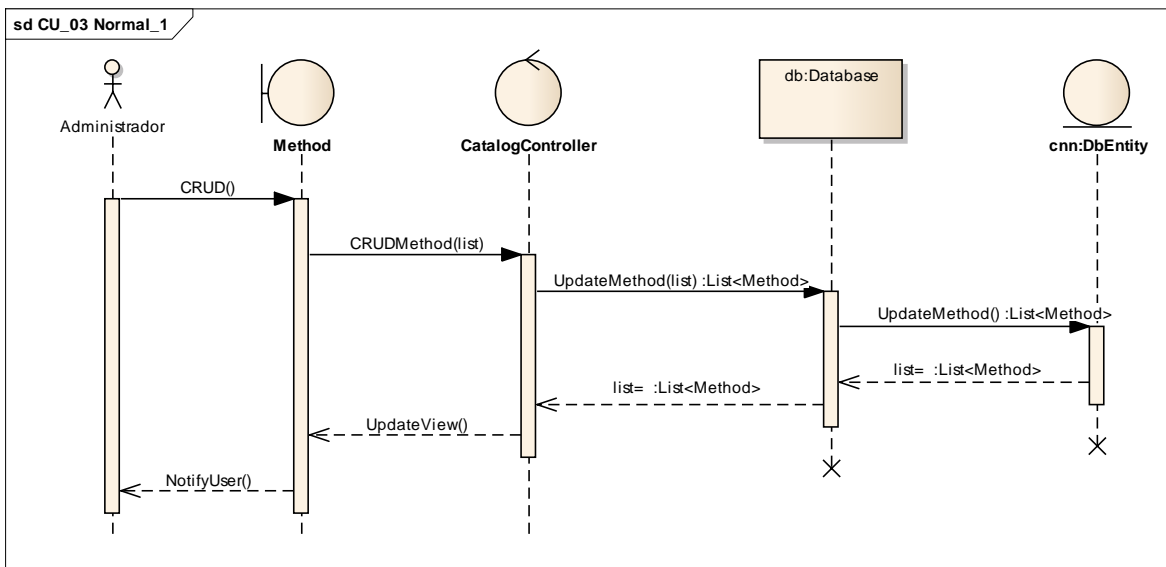 sd CU_03 Normal_1
Administrador
Method
CatalogController
db:Database
cnn:DbEntity
CRUD()
CRUDMethod(list)
UpdateMethod(list) :List<Method>
UpdateMethod() :List<Method>
list=  :List<Method>
list=  :List<Method>
UpdateView()
NotifyUser()